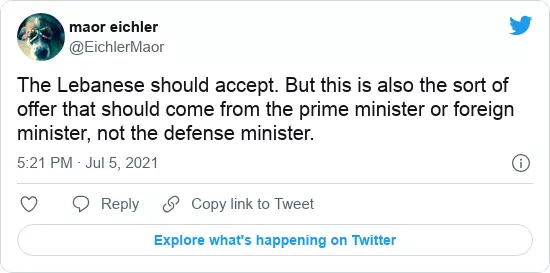 maor eichler
@EichlerMaor
The Lebanese should accept. But this is also the sort of
offer that should come from the prime minister or foreign
minister, not the defense minister.
5:21 PM · Jul 5, 2021
Reply
Copy link to Tweet
Explore what's happening on Twitter